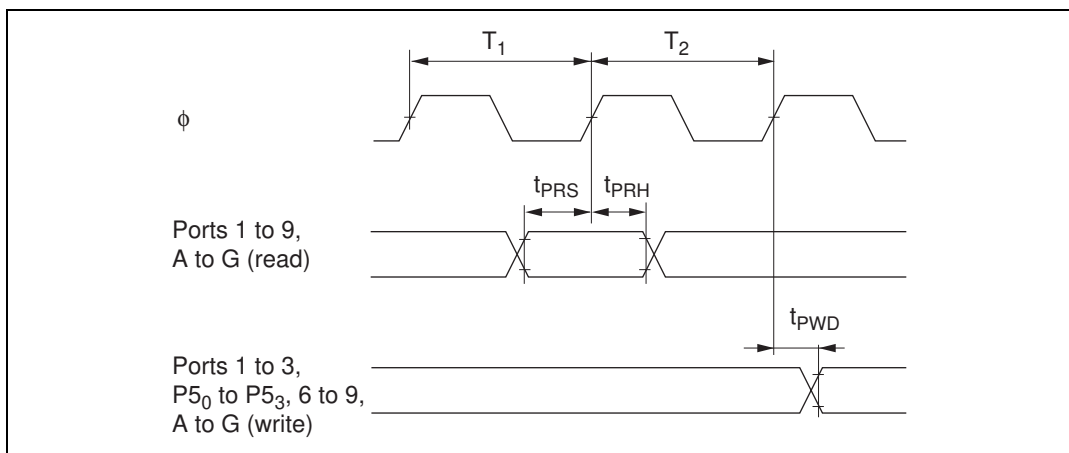 T₁ T₂
φ
tPRS tPRH
Ports 1 to 9,
A to G (read)
tPWD
Ports 1 to 3,
P5₀ to P5₃, 6 to 9,
A to G (write)